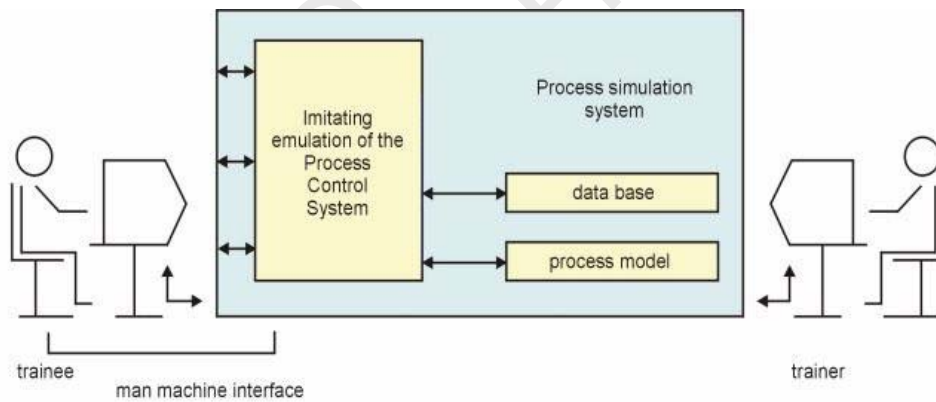 Imitating
emulation of the
Process
Control
System
Process simulation
system
data base
process model
trainee
man machine interface
trainer